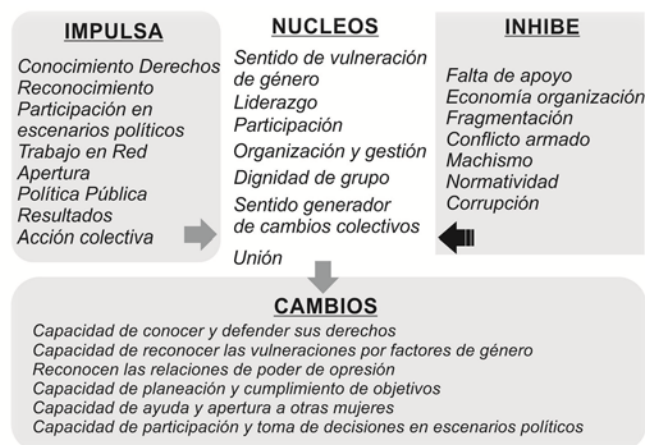 IMPULSA
Conocimiento Derechos
Reconocimiento
Participación en
escenarios políticos
Trabajo en Red
Apertura
Política Pública
Resultados
Acción colectiva
NUCLEOS
Sentido de vulneración
de género
Liderazgo
Participación
Organización y gestión
Dignidad de grupo
Sentido generador
de cambios colectivos
Unión
INHIBE
Falta de apoyo
Economía organización
Fragmentación
Conflicto armado
Machismo
Normatividad
Corrupción
CAMBIOS
Capacidad de conocer y defender sus derechos
Capacidad de reconocer las vulneraciones por factores de género
Reconocen las relaciones de poder de opresión
Capacidad de planeación y cumplimiento de objetivos
Capacidad de ayuda y apertura a otras mujeres
Capacidad de participación y toma de decisiones en escenarios políticos